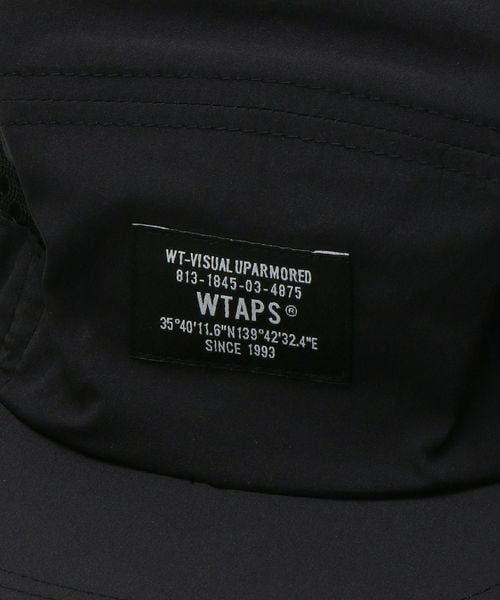 WT-VISUAL UPARMORED
813-1845-03-4875
WTAPS®
35°40'11.6"N139°42'32.4"E
SINCE 1993